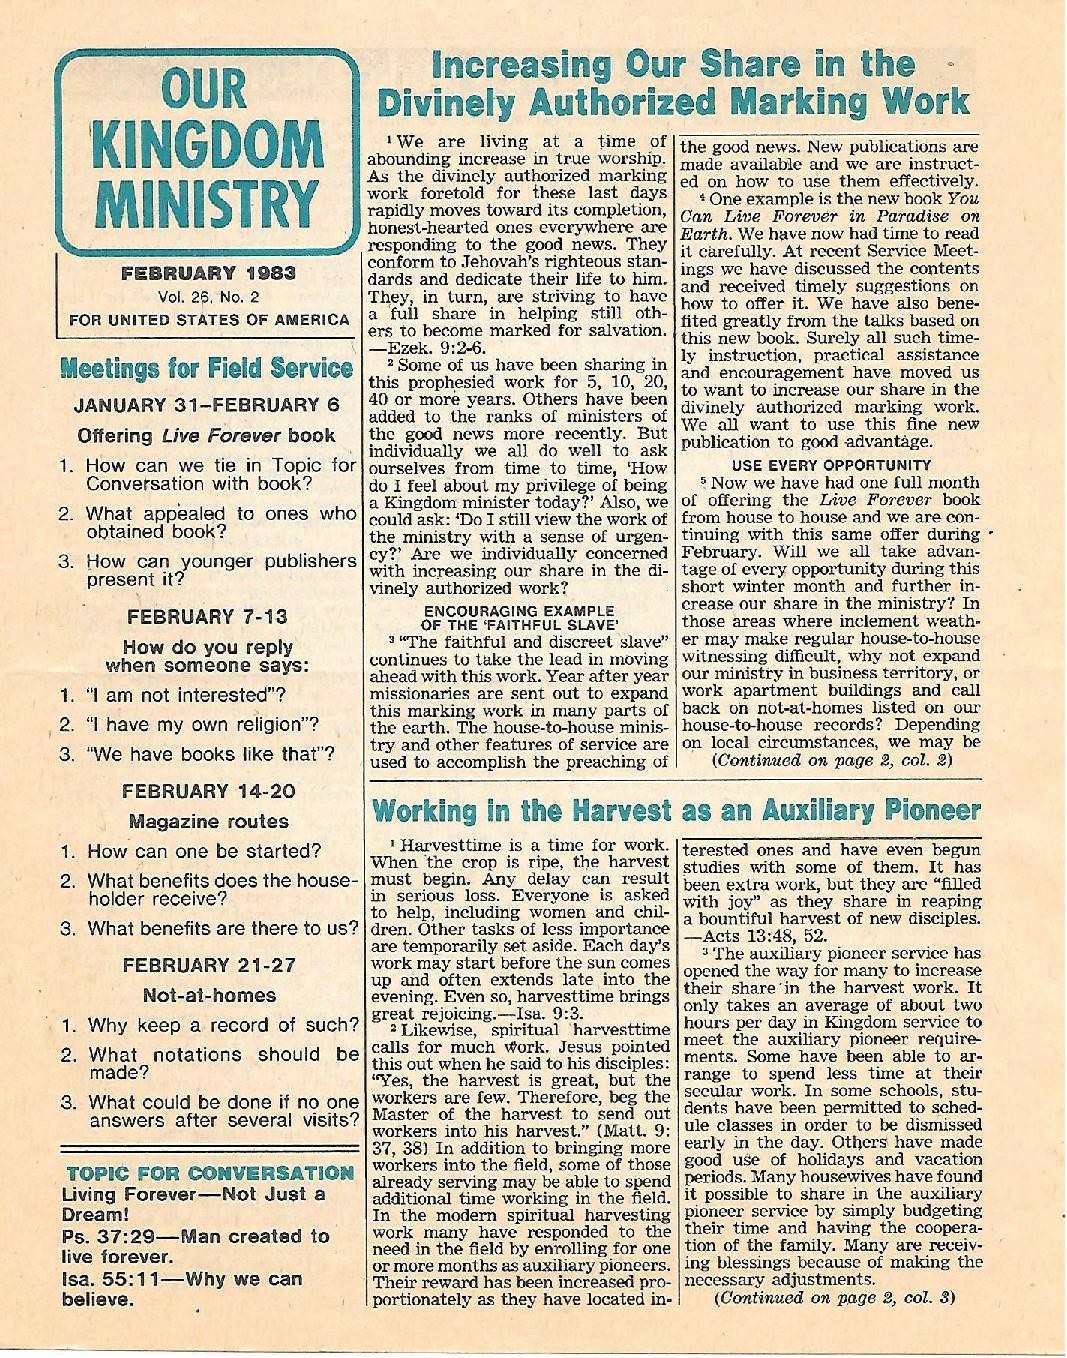 OUR
KINGDOM
MINISTRY
FEBRUARY 1983
Vol. 26, No. 2
FOR UNITED STATES OF AMERICA
Meetings for Field Service
JANUARY 31–FEBRUARY 6
Offering Live Forever book
1. How can we tie in Topic for
Conversation with book?
2. What appealed to ones who
obtained book?
3. How can younger publishers
present it?
FEBRUARY 7-13
How do you reply
when someone says:
1. "I am not interested"?
2. "I have my own religion"?
3. "We have books like that"?
FEBRUARY 14-20
Magazine routes
1. How can one be started?
2. What benefits does the house-
holder receive?
3. What benefits are there to us?
FEBRUARY 21-27
Not-at-homes
1. Why keep a record of such?
2. What notations should be
made?
3. What could be done if no one
answers after several visits?
TOPIC FOR CONVERSATION
Living Forever—Not Just a
Dream!
Ps. 37:29—Man created to
live forever.
Isa. 55:11—Why we can
believe.
Increasing Our Share in the
Divinely Authorized Marking Work
1 We are living at a time of
abounding increase in true worship.
As the divinely authorized marking
work foretold for these last days
rapidly moves toward its completion,
honest-hearted ones everywhere are
responding to the good news. They
conform to Jehovah's righteous stan-
dards and dedicate their life to him.
They, in turn, are striving to have
a full share in helping still oth-
ers to become marked for salvation.
—Ezek. 9:2-6.
2 Some of us have been sharing in
this prophesied work for 5, 10, 20,
40 or more years. Others have been
added to the ranks of ministers of
the good news more recently. But
individually we all do well to ask
ourselves from time to time, 'How
do I feel about my privilege of being
a Kingdom minister today?' Also, we
could ask: 'Do I still view the work of
the ministry with a sense of urgen-
cy?' Are we individually concerned
with increasing our share in the di-
vinely authorized work?
ENCOURAGING EXAMPLE
OF THE 'FAITHFUL SLAVE'
3 "The faithful and discreet slave"
continues to take the lead in moving
ahead with this work. Year after year
missionaries are sent out to expand
this marking work in many parts of
the earth. The house-to-house minis-
try and other features of service are
used to accomplish the preaching of
the good news. New publications are
made available and we are instruct-
ed on how to use them effectively.
4 One example is the new book You
Can Live Forever in Paradise on
Earth. We have now had time to read
it carefully. At recent Service Meet-
ings we have discussed the contents
and received timely suggestions on
how to offer it. We have also bene-
fited greatly from the talks based on
this new book. Surely all such time-
ly instruction, practical assistance
and encouragement have moved us
to want to increase our share in the
divinely authorized marking work.
We all want to use this fine new
publication to good advantage.
USE EVERY OPPORTUNITY
5 Now we have had one full month
of offering the Live Forever book
from house to house and we are con-
tinuing with this same offer during
February. Will we all take advan-
tage of every opportunity during this
short winter month and further in-
crease our share in the ministry? In
those areas where inclement weath-
er may make regular house-to-house
witnessing difficult, why not expand
our ministry in business territory, or
work apartment buildings and call
back on not-at-homes listed on our
house-to-house records? Depending
on local circumstances, we may be
(Continued on page 2, col. 2)
Working in the Harvest as an Auxiliary Pioneer
1 Harvesttime is a time for work.
When the crop is ripe, the harvest
must begin. Any delay can result
in serious loss. Everyone is asked
to help, including women and chil-
dren. Other tasks of less importance
are temporarily set aside. Each day's
work may start before the sun comes
up and often extends late into the
evening. Even so, harvesttime brings
great rejoicing.—Isa. 9:3.
2 Likewise, spiritual harvesttime
calls for much work. Jesus pointed
this out when he said to his disciples:
"Yes, the harvest is great, but the
workers are few. Therefore, beg the
Master of the harvest to send out
workers into his harvest." (Matt. 9:
37, 38) In addition to bringing more
workers into the field, some of those
already serving may be able to spend
additional time working in the field.
In the modern spiritual harvesting
work many have responded to the
need in the field by enrolling for one
or more months as auxiliary pioneers.
Their reward has been increased pro-
portionately as they have located in-
terested ones and have even begun
studies with some of them. It has
been extra work, but they are "filled
with joy" as they share in reaping
a bountiful harvest of new disciples.
—Acts 13:48, 52.
3 The auxiliary pioneer service has
opened the way for many to increase
their share in the harvest work. It
only takes an average of about two
hours per day in Kingdom service to
meet the auxiliary pioneer require-
ments. Some have been able to ar-
range to spend less time at their
secular work. In some schools, stu-
dents have been permitted to sched-
ule classes in order to be dismissed
early in the day. Others have made
good use of holidays and vacation
periods. Many housewives have found
it possible to share in the auxiliary
pioneer service by simply budgeting
their time and having the coopera-
tion of the family. Many are receiv-
ing blessings because of making the
necessary adjustments.
(Continued on page 2, col. 3)